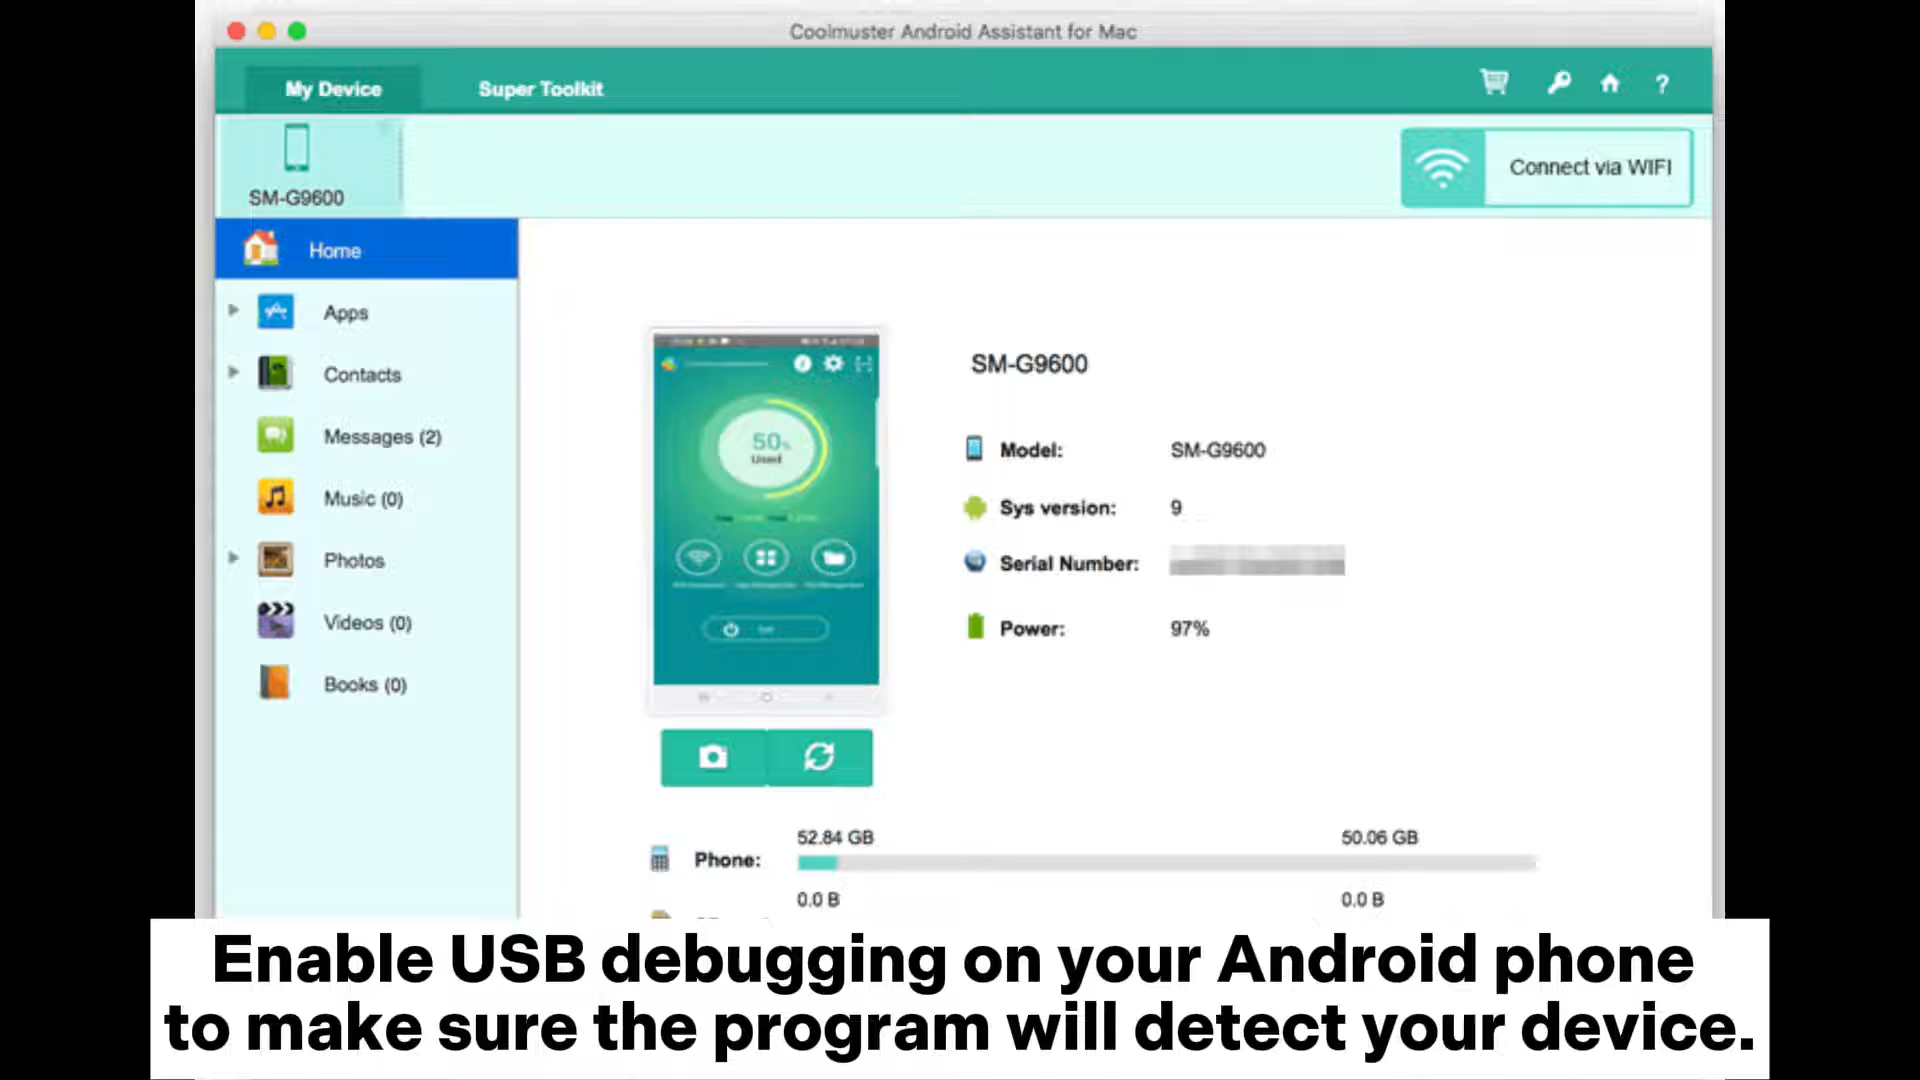 Coolmuster Android Assistant for Mac
My Device
Super Toolkit
?
SM-G9600
Connect via WIFI
Home
Apps
Contacts
Messages (2)
Music (0)
Photos
Videos (0)
Books (0)
50%
Used
SM-G9600
Model: SM-G9600
Sys version: 9
Serial Number:
Power: 97%
52.84 GB 50.06 GB
Phone:
0.0 B 0.0 B
Enable USB debugging on your Android phone
to make sure the program will detect your device.